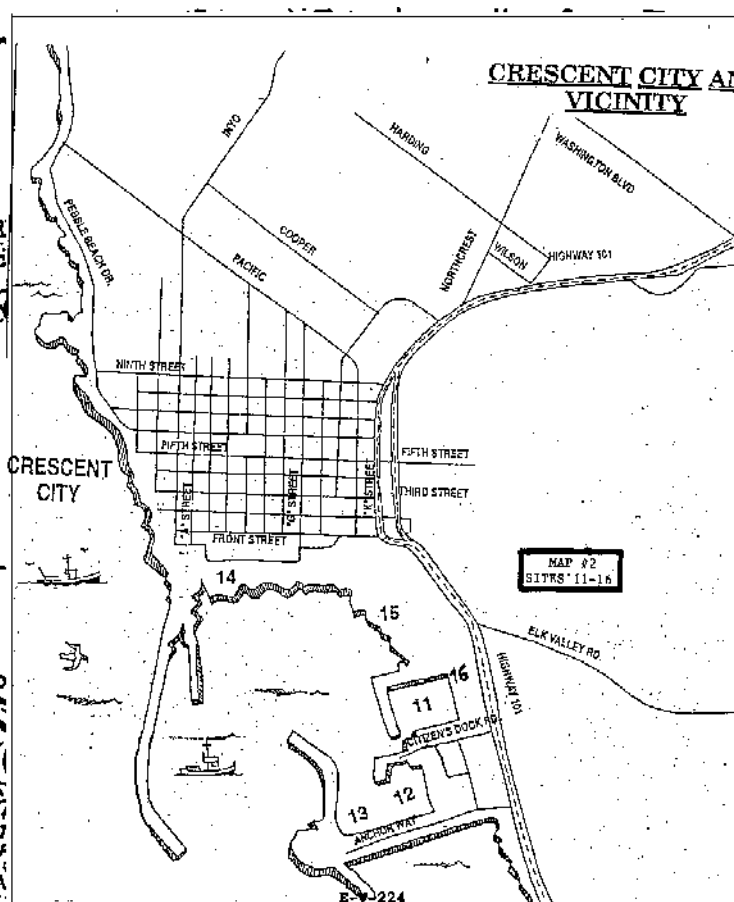 CRESCENT CITY AN
VICINITY
INYO
HARDING
WASHINGTON BLVD
PEBBLE BEACH DR.
COOPER
PACIFIC
NORTHCREST
WILSON
HIGHWAY 101
NINTH STREET
FIFTH STREET
FIFTH STREET
CRESCENT
CITY
"A" STREET
"G" STREET
"K" STREET
THIRD STREET
FRONT STREET
MAP #2
SITES 11-16
14
15
ELK VALLEY RD.
HIGHWAY 101
16
11
CITIZEN'S DOCK RD.
12
13
ANCHOR WAY
E-V-224